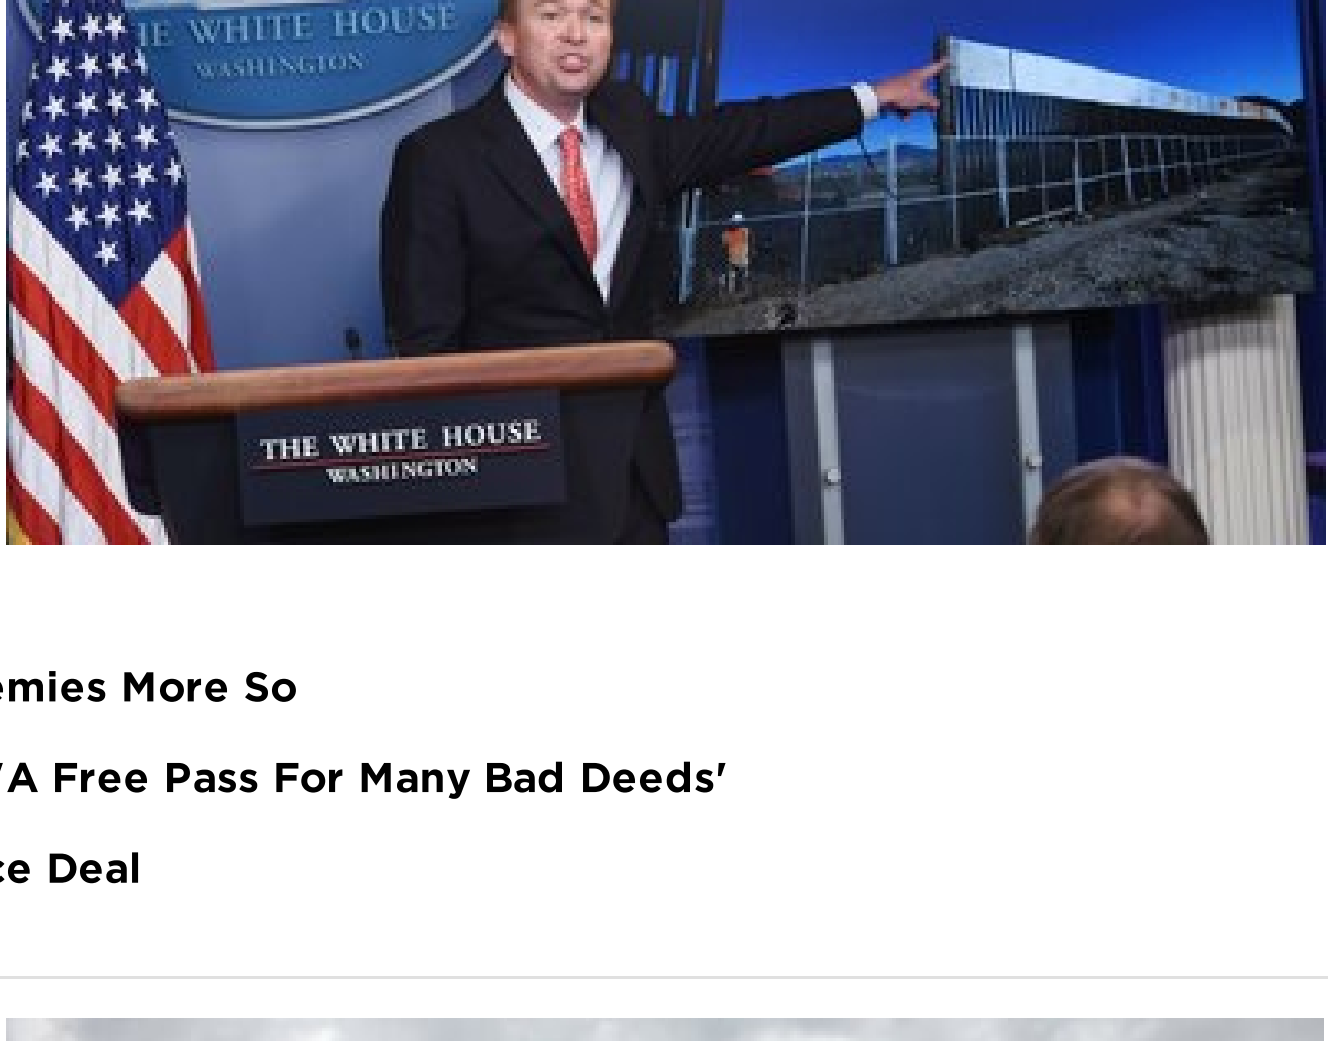 THE WHITE HOUSE
WASHINGTON
THE WHITE HOUSE
WASHINGTON
emies More So
'A Free Pass For Many Bad Deeds'
ce Deal